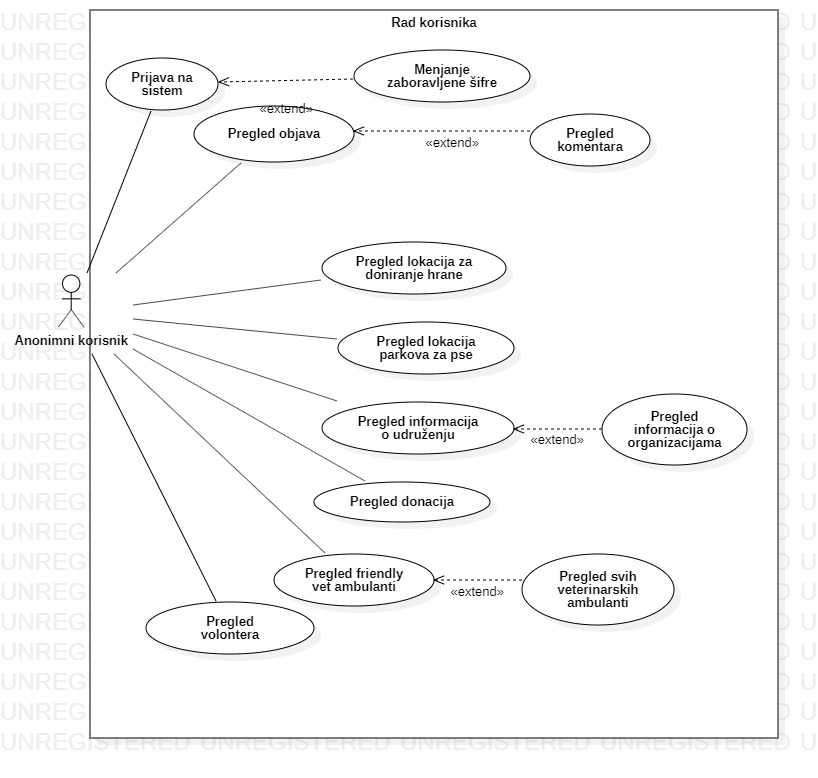 Rad korisnika
Prijava na
sistem
Menjanje
zaboravljene šifre
«extend»
Pregled objava
«extend»
Pregled
komentara
Pregled lokacija za
doniranje hrane
Anonimni korisnik
Pregled lokacija
parkova za pse
Pregled informacija
o udruženju
«extend»
Pregled
informacija o
organizacijama
Pregled donacija
Pregled friendly
vet ambulanti
«extend»
Pregled svih
veterinarskih
ambulanti
Pregled
volontera
UNREGISTERED UNREGISTERED UNREGISTERED UNREGISTERED U